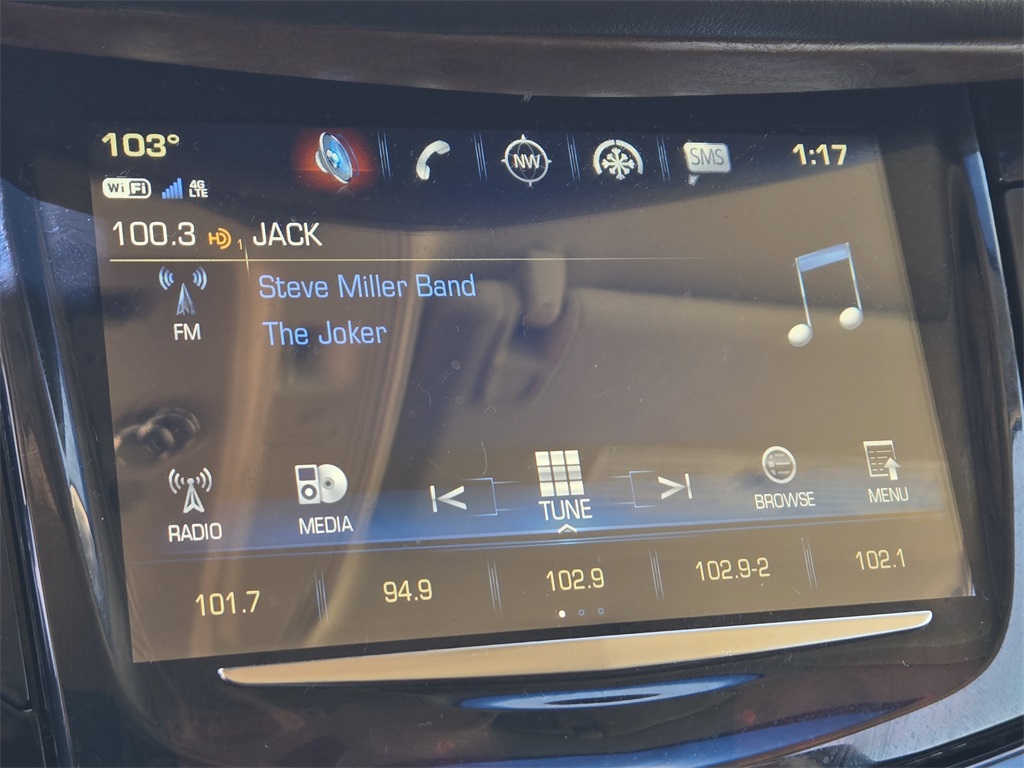 103° NW SMS 1:17
WiFi 4G LTE
100.3 HD 1 JACK
Steve Miller Band
FM
The Joker
RADIO MEDIA TUNE BROWSE MENU
101.7 94.9 102.9 102.9-2 102.1